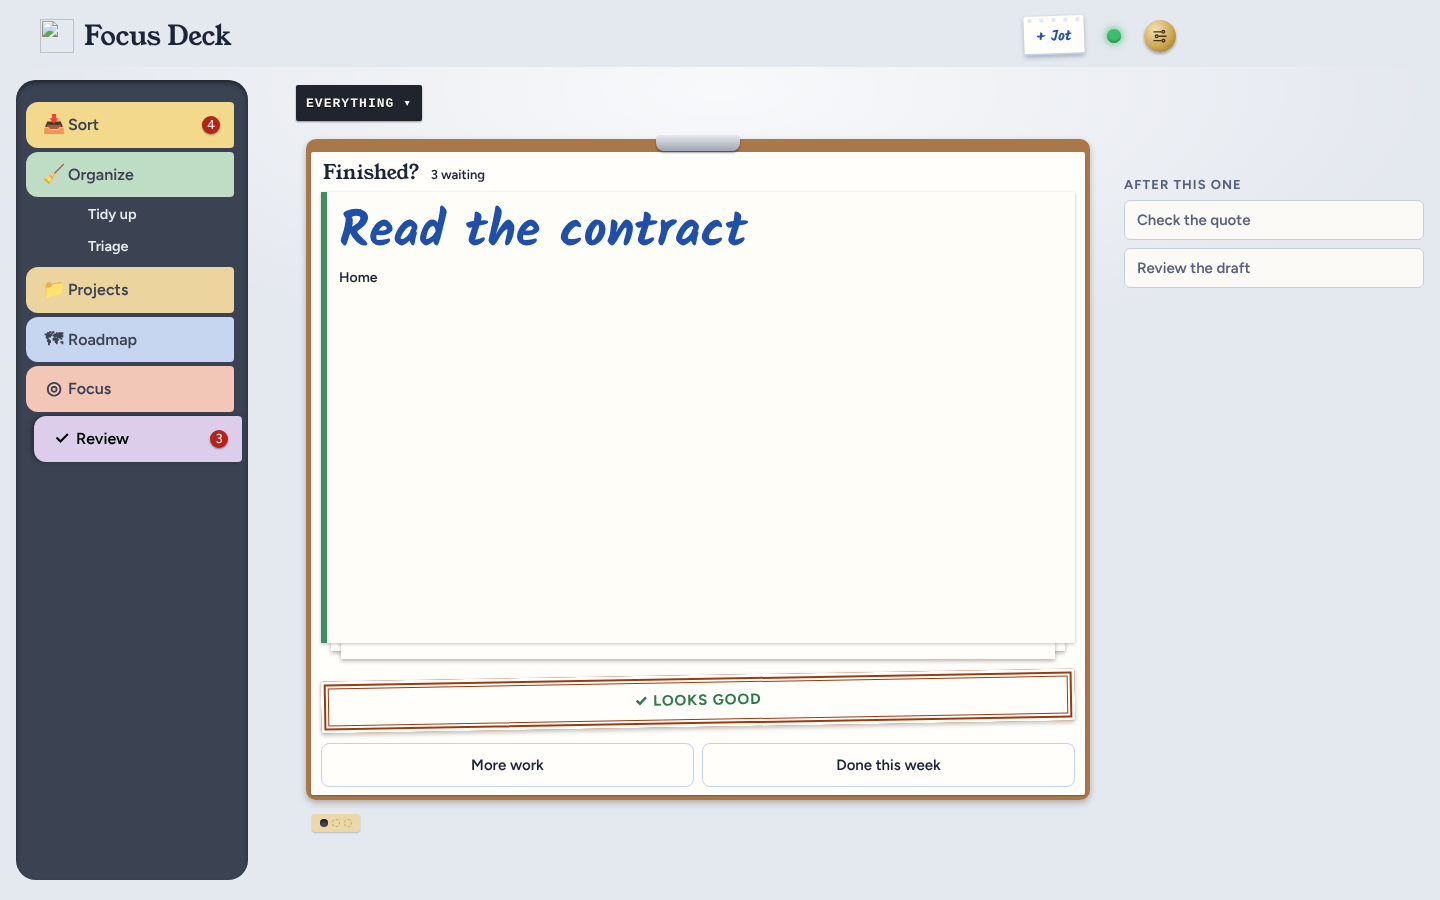 Focus Deck
+ Jot
Sort 4
Organize
Tidy up
Triage
Projects
Roadmap
Focus
Review 3
EVERYTHING ▾
Finished? 3 waiting
Read the contract
Home
✓ LOOKS GOOD
More work
Done this week
AFTER THIS ONE
Check the quote
Review the draft